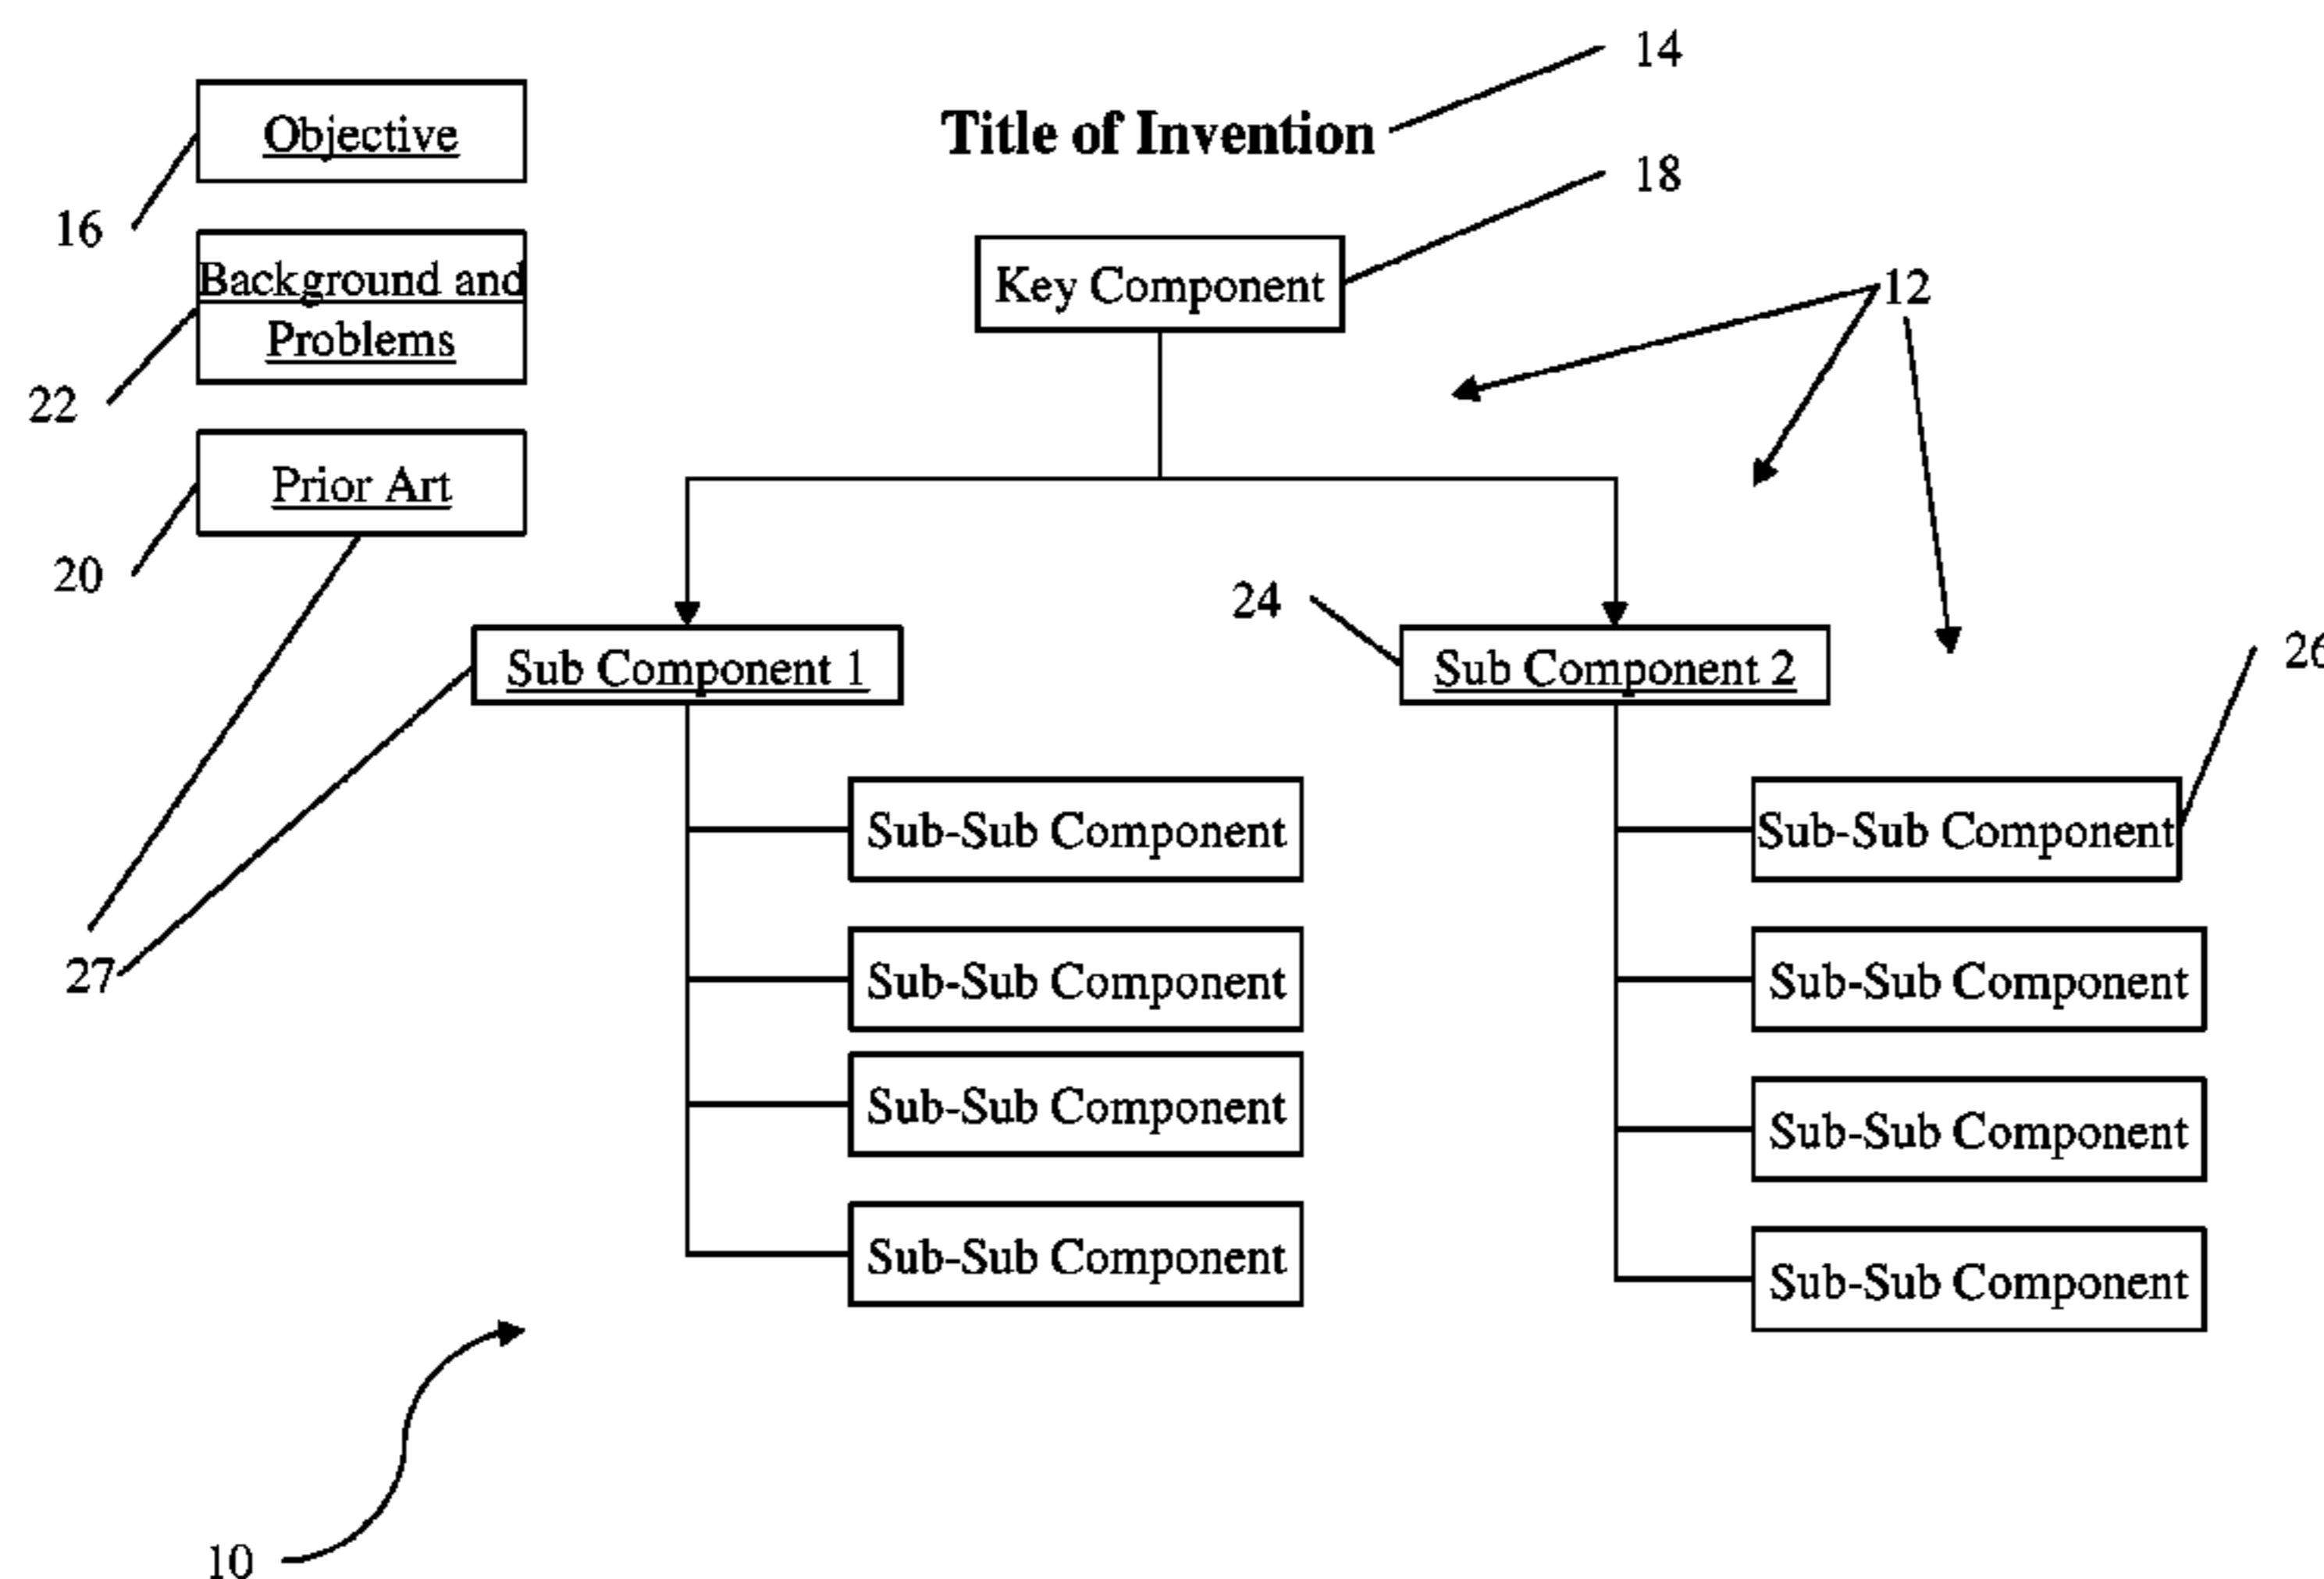 14
Objective
Title of Invention
18
16
Background and
Problems
Key Component
12
22
Prior Art
20
24
Sub Component 1
Sub Component 2
26
Sub-Sub Component
Sub-Sub Component
27
Sub-Sub Component
Sub-Sub Component
Sub-Sub Component
Sub-Sub Component
Sub-Sub Component
Sub-Sub Component
10